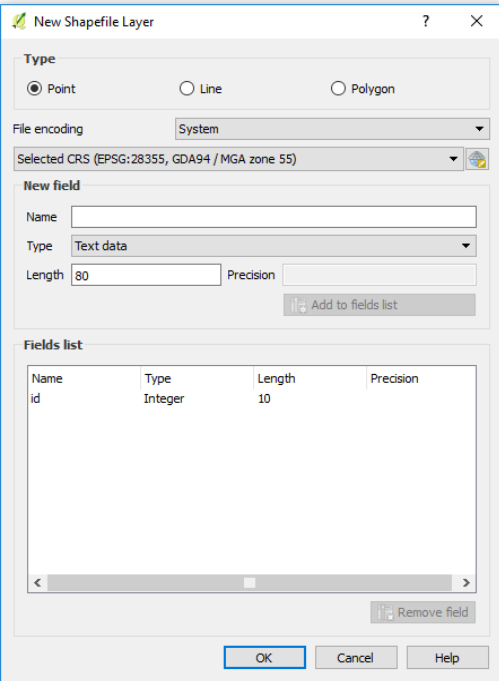 New Shapefile Layer
?
Type
Point Line Polygon
File encoding System
Selected CRS (EPSG:28355, GDA94 / MGA zone 55)
New field
Name
Type Text data
Length 80 Precision
Add to fields list
Fields list
Name Type Length Precision
id Integer 10
Remove field
OK Cancel Help